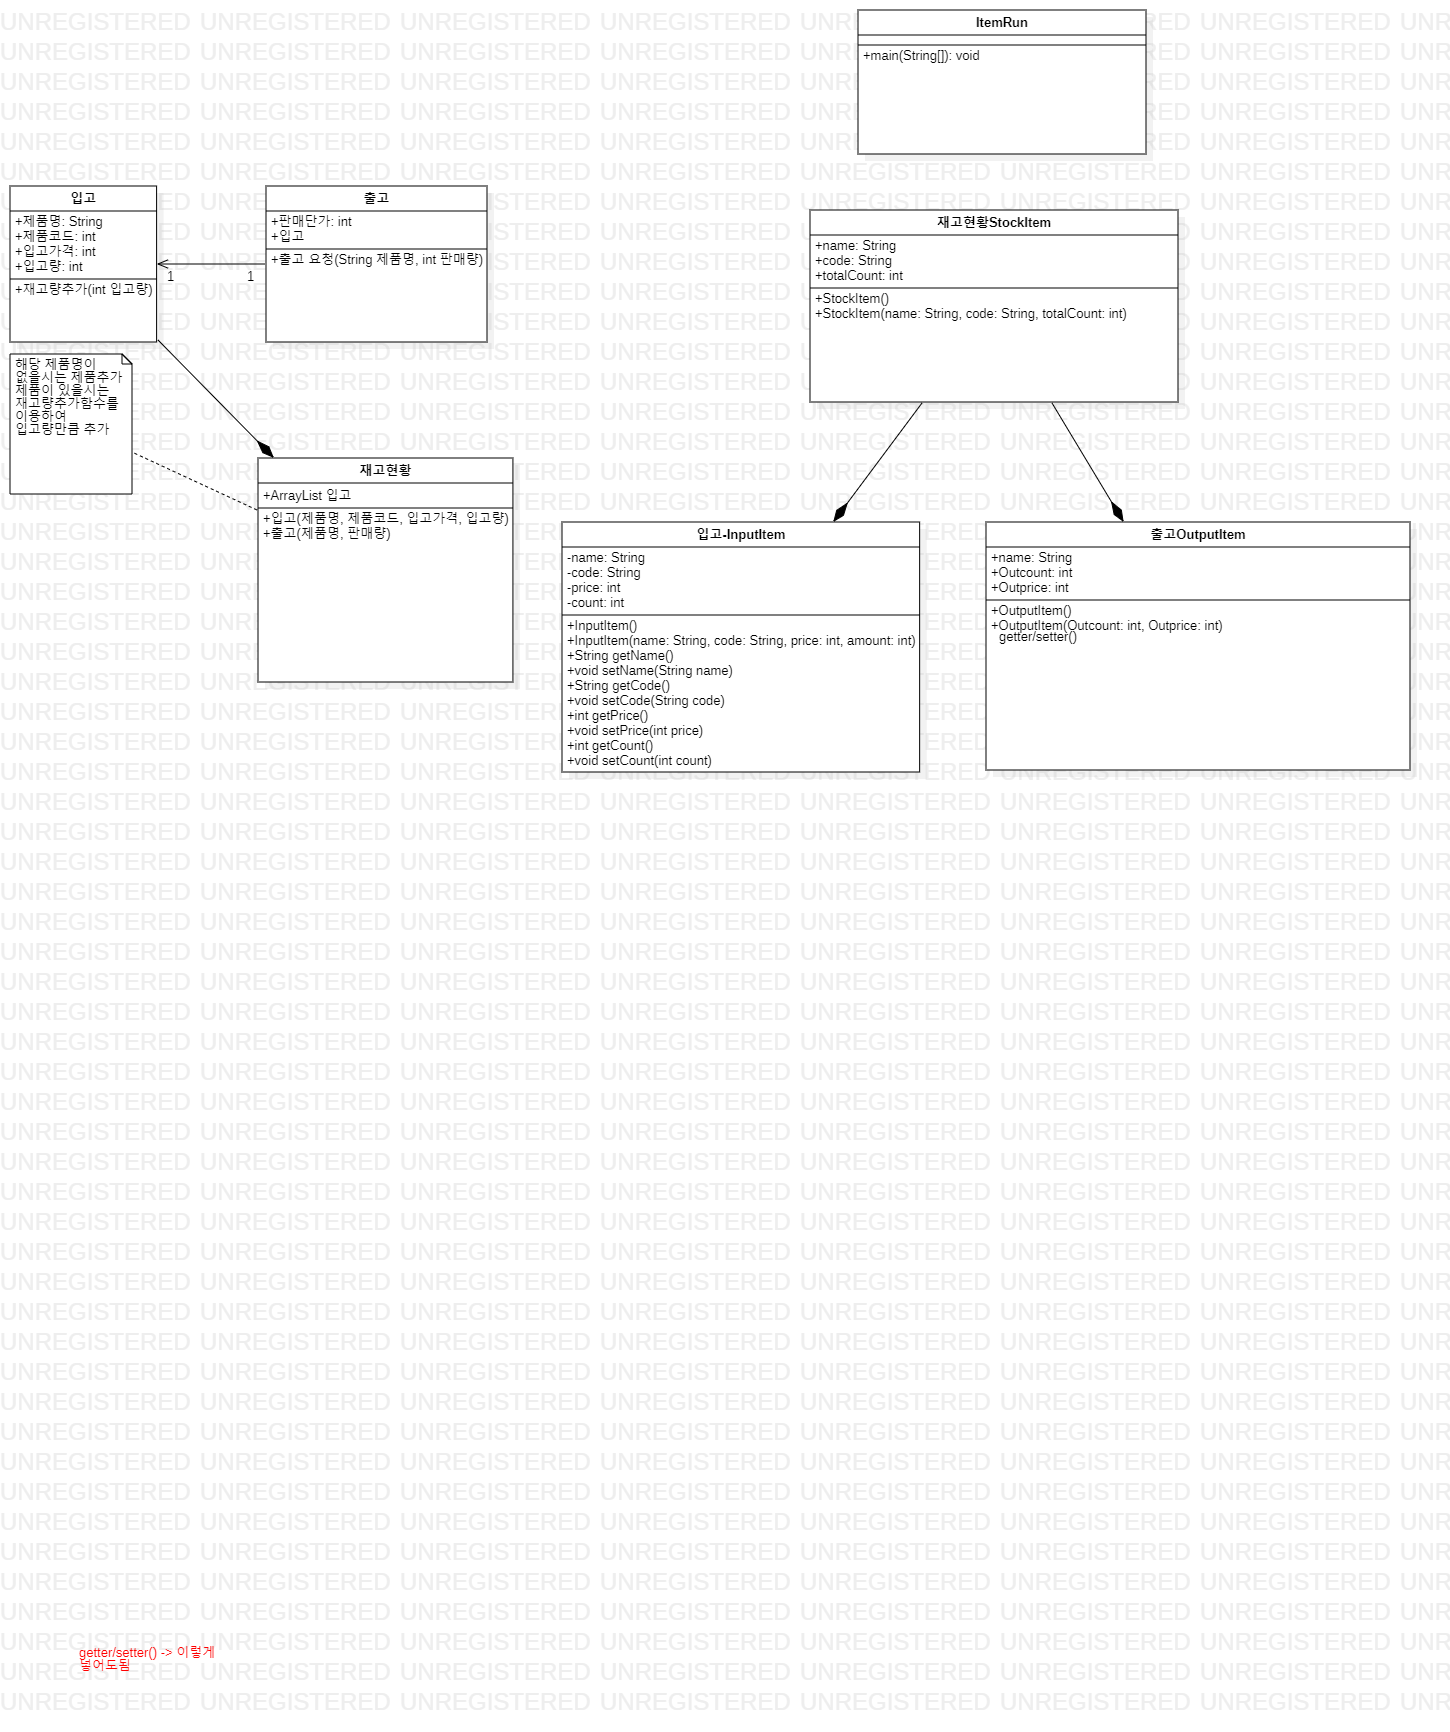 ItemRun
+main(String[]): void
입고
+제품명: String
+제품코드: int
+입고가격: int
+입고량: int
+재고량추가(int 입고량)
출고
+판매단가: int
+입고
+출고 요청(String 제품명, int 판매량)
1
1
해당 제품명이
없을시는 제품추가
제품이 있을시는
재고량추가함수를
이용하여
입고량만큼 추가
재고현황
+ArrayList 입고
+입고(제품명, 제품코드, 입고가격, 입고량)
+출고(제품명, 판매량)
재고현황StockItem
+name: String
+code: String
+totalCount: int
+StockItem()
+StockItem(name: String, code: String, totalCount: int)
입고-InputItem
-name: String
-code: String
-price: int
-count: int
+InputItem()
+InputItem(name: String, code: String, price: int, amount: int)
+String getName()
+void setName(String name)
+String getCode()
+void setCode(String code)
+int getPrice()
+void setPrice(int price)
+int getCount()
+void setCount(int count)
출고OutputItem
+name: String
+Outcount: int
+Outprice: int
+OutputItem()
+OutputItem(Outcount: int, Outprice: int)
getter/setter()
getter/setter() -> 이렇게
넣어도됨
UNREGISTERED